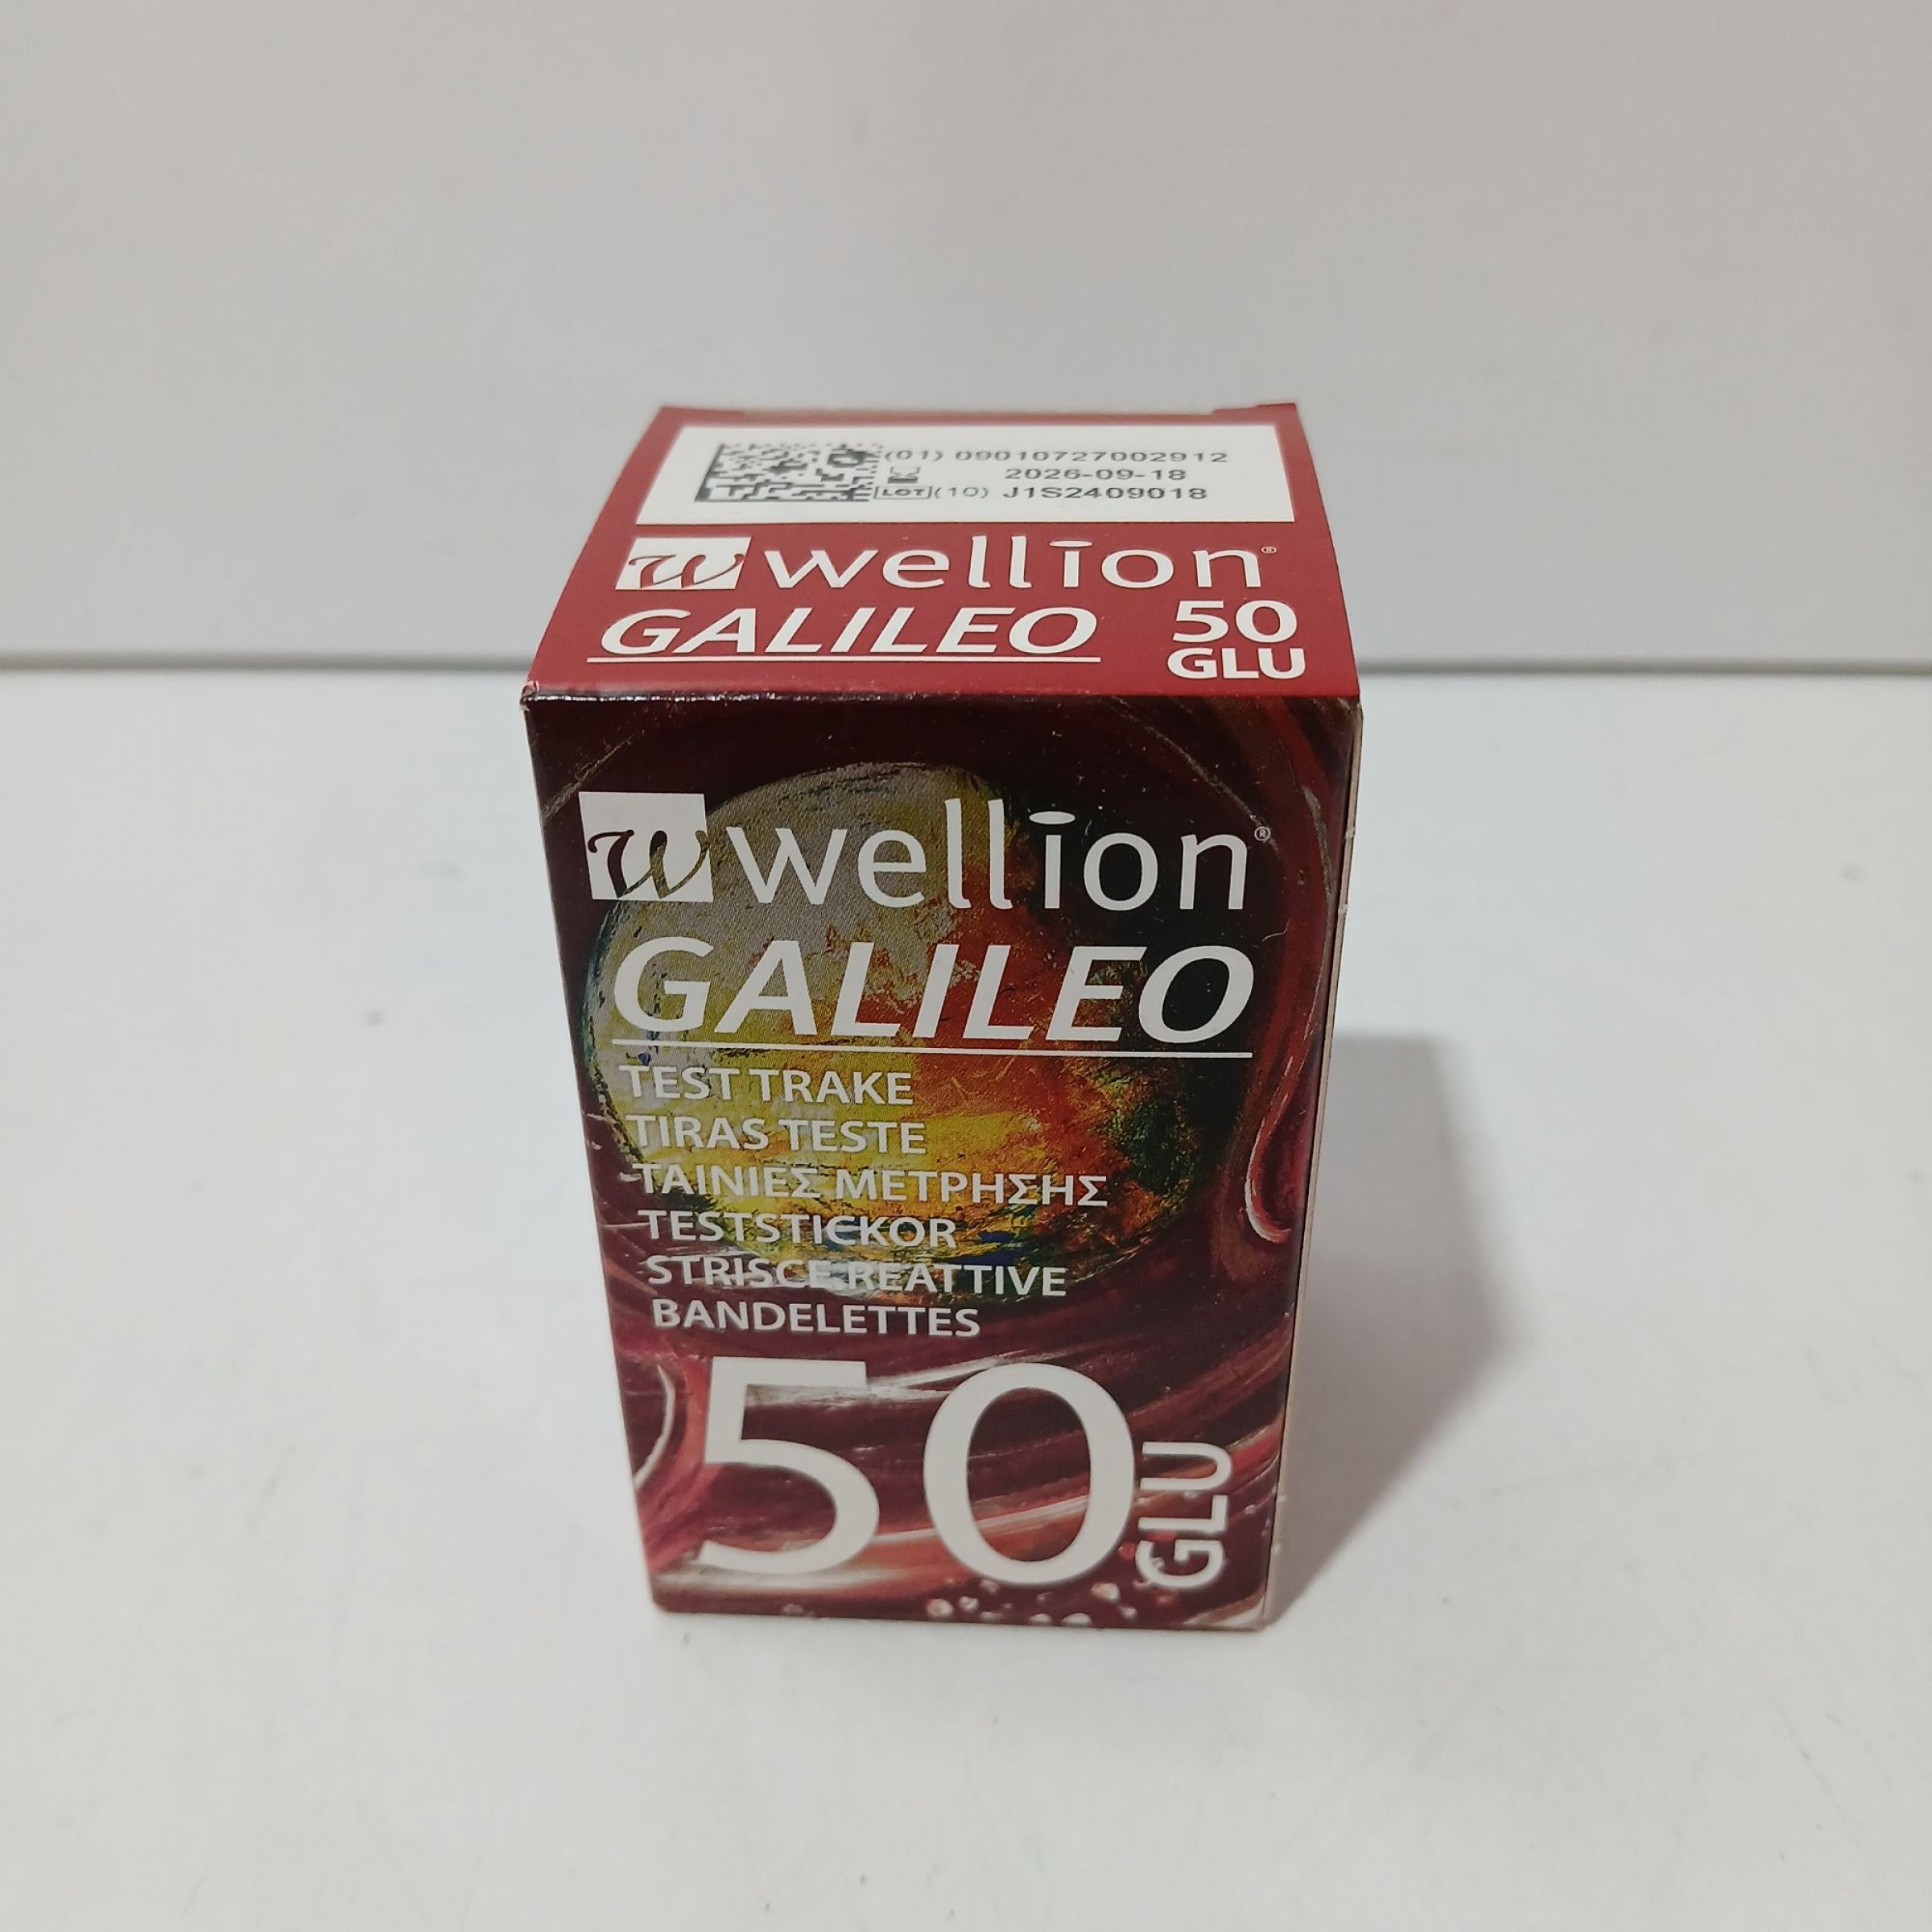 (01) 09010727002912
2026-09-18
LOT (10) J1S2409018
w wellion®
GALILEO 50
GLU
w wellion®
GALILEO
TEST TRAKE
TIRAS TESTE
ΤΑΙΝΙΕΣ ΜΕΤΡΗΣΗΣ
TESTSTICKOR
STRISCE REATTIVE
BANDELETTES
50 GLU